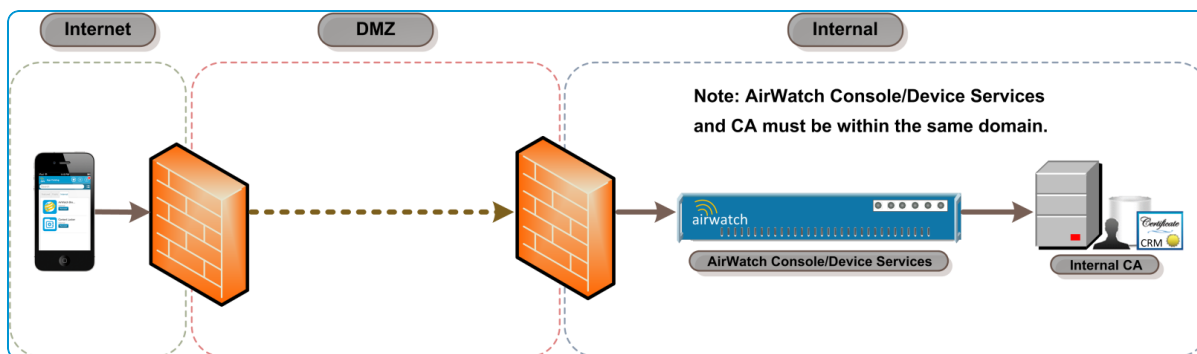 Internet
DMZ
Internal
Note: AirWatch Console/Device Services
and CA must be within the same domain.
airwatch
AirWatch Console/Device Services
Certificate
CRM
Internal CA